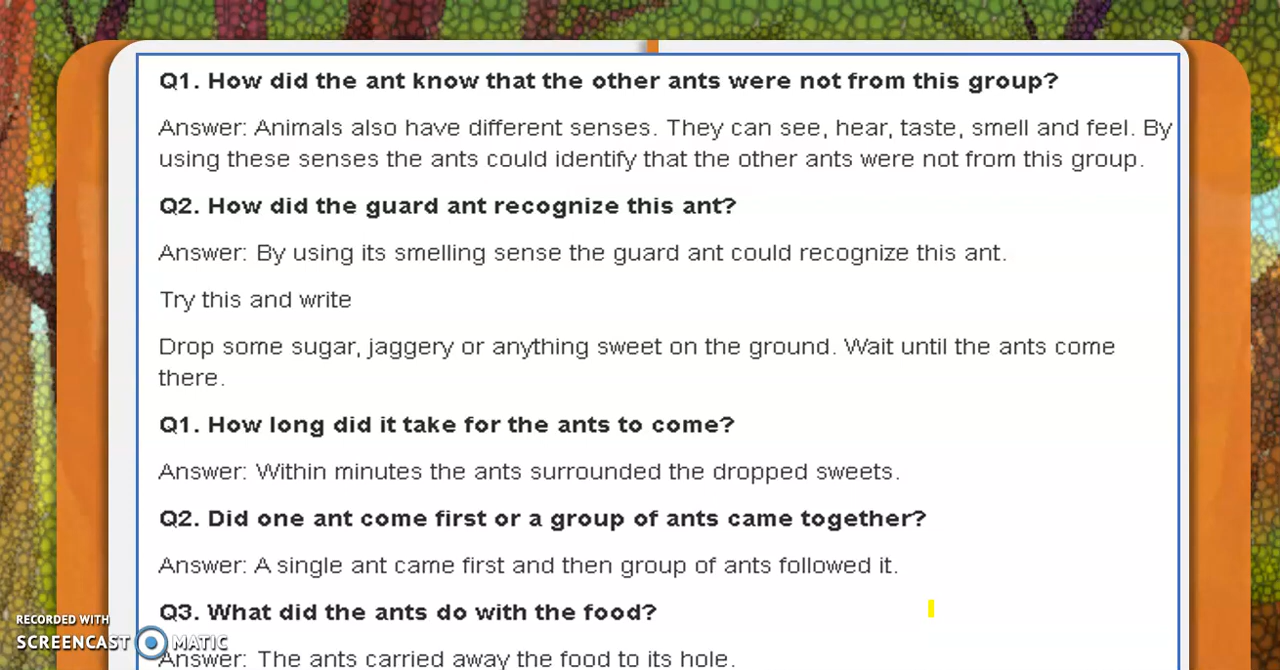 Q1. How did the ant know that the other ants were not from this group?
Answer: Animals also have different senses. They can see, hear, taste, smell and feel. By
using these senses the ants could identify that the other ants were not from this group.
Q2. How did the guard ant recognize this ant?
Answer: By using its smelling sense the guard ant could recognize this ant.
Try this and write
Drop some sugar, jaggery or anything sweet on the ground. Wait until the ants come
there.
Q1. How long did it take for the ants to come?
Answer: Within minutes the ants surrounded the dropped sweets.
Q2. Did one ant come first or a group of ants came together?
Answer: A single ant came first and then group of ants followed it.
Q3. What did the ants do with the food?
Answer: The ants carried away the food to its hole.
RECORDED WITH
SCREENCAST MATIC